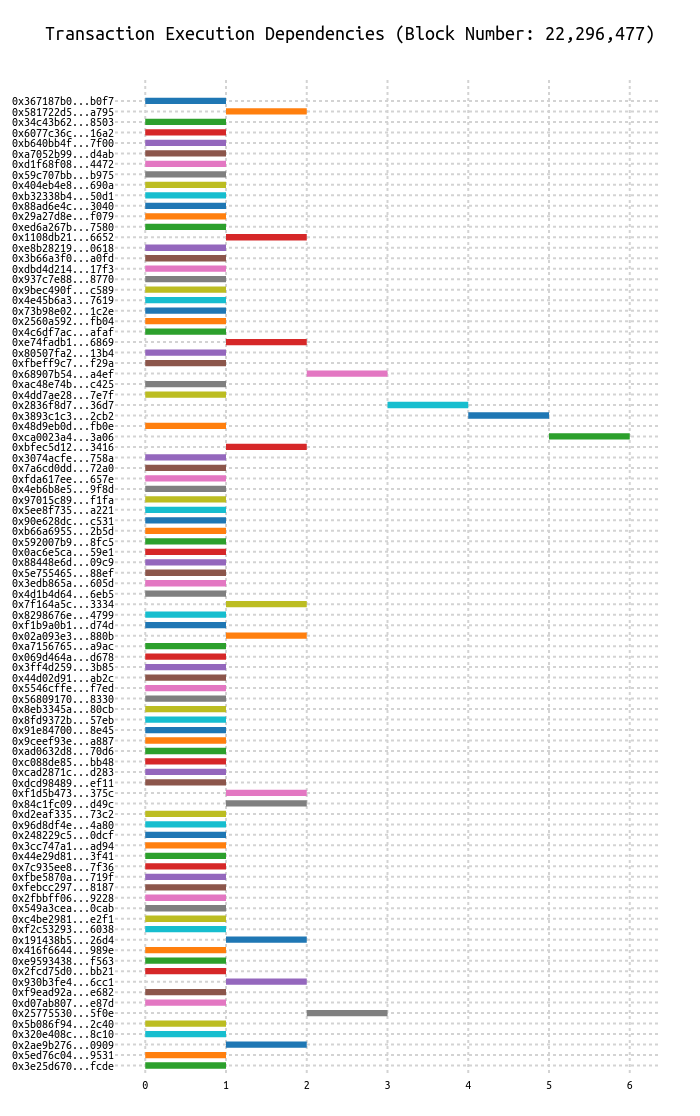 Transaction Execution Dependencies (Block Number: 22,296,477)
0x367187b0...b0f7
0x581722d5...a795
0x34c43b62...8503
0x6077c36c...16a2
0xb640bb4f...7f00
0xa7052b99...d4ab
0xd1f68f08...4472
0x59c707bb...b975
0x404eb4e8...690a
0xb32338b4...50d1
0x88ad6e4c...3040
0x29a27d8e...f079
0xed6a267b...7580
0x1108db21...6652
0xe8b28219...0618
0x3b66a3f0...a0fd
0xdbd4d214...17f3
0x937c7e88...8770
0x9bec490f...c589
0x4e45b6a3...7619
0x73b98e02...1c2e
0x2560a592...fb04
0x4c6df7ac...afaf
0xe74fadb1...6869
0x80507fa2...13b4
0xfbeff9c7...f29a
0x68907b54...a4ef
0xac48e74b...c425
0x4dd7ae28...7e7f
0x2836f8d7...36d7
0x3893c1c3...2cb2
0x48d9eb0d...fb0e
0xca0023a4...3a06
0xbfec5d12...3416
0x3074acfe...758a
0x7a6cd0dd...72a0
0xfda617ee...657e
0x4eb6b8e5...9f8d
0x97015c89...f1fa
0x5ee8f735...a221
0x90e628dc...c531
0xb66a6955...2b5d
0x592007b9...8fc5
0x0ac6e5ca...59e1
0x88448e6d...09c9
0x5e755465...88ef
0x3edb865a...605d
0x4d1b4d64...6eb5
0x7f164a5c...3334
0x8298676e...4799
0xf1b9a0b1...d74d
0x02a093e3...880b
0xa7156765...a9ac
0x069d464a...d678
0x3ff4d259...3b85
0x44d02d91...ab2c
0x5546cffe...f7ed
0x56809170...8330
0x8eb3345a...80cb
0x8fd9372b...57eb
0x91e84700...8e45
0x9ceef93e...a887
0xad0632d8...70d6
0xc088de85...bb48
0xcad2871c...d283
0xdcd98489...ef11
0xf1d5b473...375c
0x84c1fc09...d49c
0xd2eaf335...73c2
0x96d8df4e...4a80
0x248229c5...0dcf
0x3cc747a1...ad94
0x44e29d81...3f41
0x7c935ee8...7f36
0xfbe5870a...719f
0xfebcc297...8187
0x2fbbff06...9228
0x549a3cea...0cab
0xc4be2981...e2f1
0xf2c53293...6038
0x191438b5...26d4
0x416f6644...989e
0xe9593438...f563
0x2fcd75d0...bb21
0x930b3fe4...6cc1
0xf9ead92a...e682
0xd07ab807...e87d
0x25775530...5f0e
0x5b086f94...2c40
0x320e408c...8c10
0x2ae9b276...0909
0x5ed76c04...9531
0x3e25d670...fcde
0 1 2 3 4 5 6